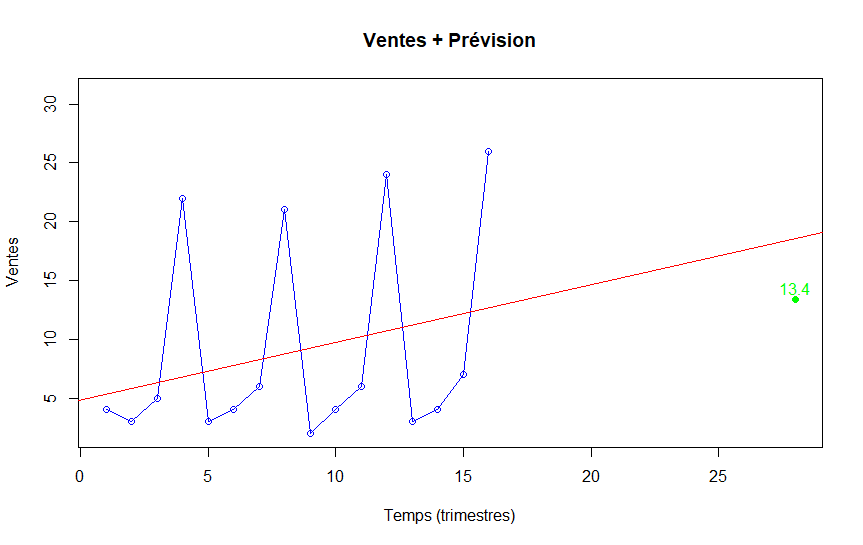 Ventes + Prévision
30
25
20
15
10
5
Ventes
13.4
0 5 10 15 20 25
Temps (trimestres)